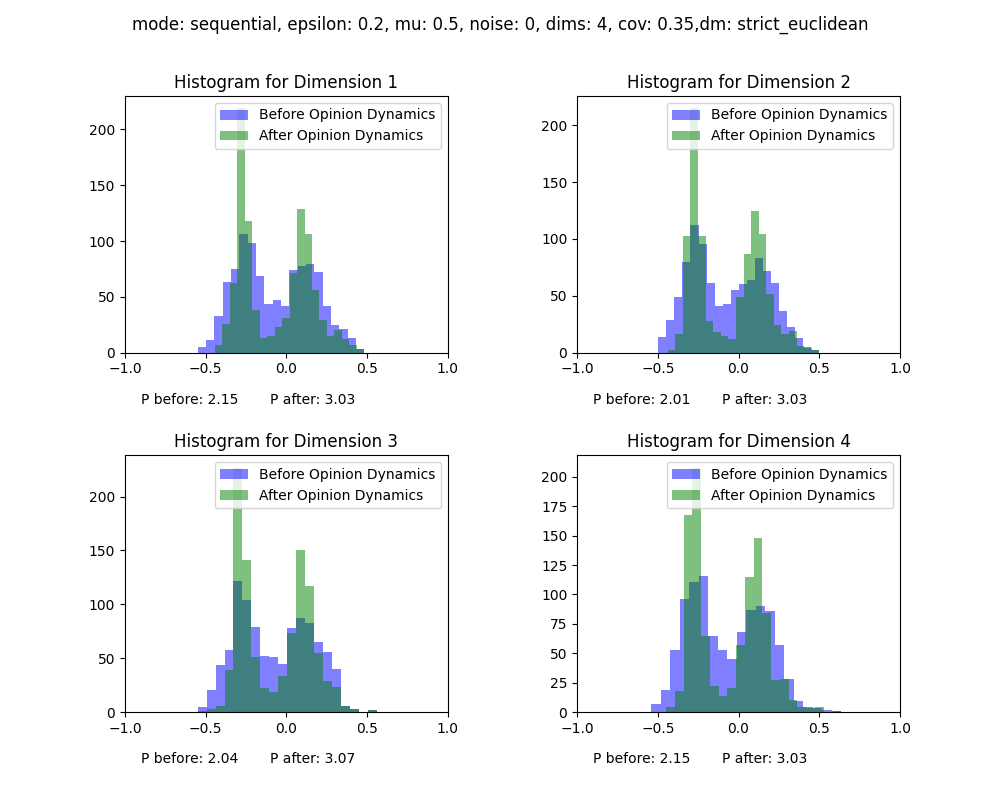 mode: sequential, epsilon: 0.2, mu: 0.5, noise: 0, dims: 4, cov: 0.35,dm: strict_euclidean
Histogram for Dimension 1
Before Opinion Dynamics
After Opinion Dynamics
200
150
100
50
0
−1.0 −0.5 0.0 0.5 1.0
P before: 2.15 P after: 3.03
Histogram for Dimension 2
Before Opinion Dynamics
After Opinion Dynamics
200
150
100
50
0
−1.0 −0.5 0.0 0.5 1.0
P before: 2.01 P after: 3.03
Histogram for Dimension 3
Before Opinion Dynamics
After Opinion Dynamics
200
150
100
50
0
−1.0 −0.5 0.0 0.5 1.0
P before: 2.04 P after: 3.07
Histogram for Dimension 4
Before Opinion Dynamics
After Opinion Dynamics
200
175
150
125
100
75
50
25
0
−1.0 −0.5 0.0 0.5 1.0
P before: 2.15 P after: 3.03